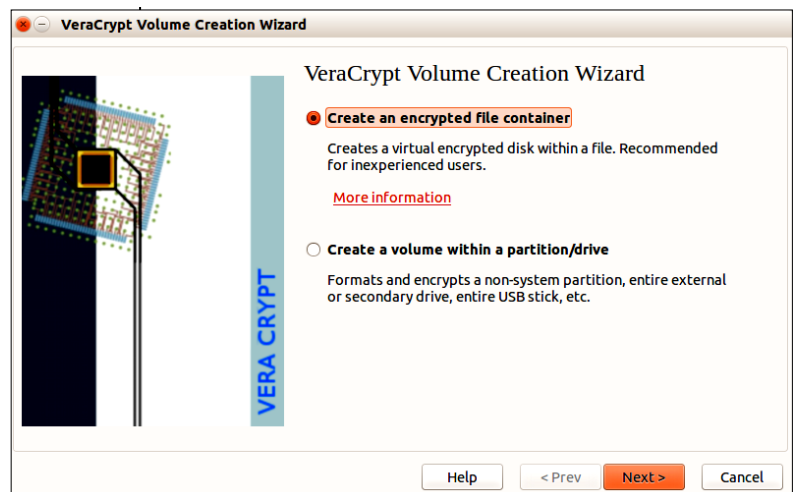 VeraCrypt Volume Creation Wizard
VeraCrypt Volume Creation Wizard
Create an encrypted file container
Creates a virtual encrypted disk within a file. Recommended
for inexperienced users.
More information
Create a volume within a partition/drive
Formats and encrypts a non-system partition, entire external
or secondary drive, entire USB stick, etc.
VERA CRYPT
Help
< Prev
Next >
Cancel